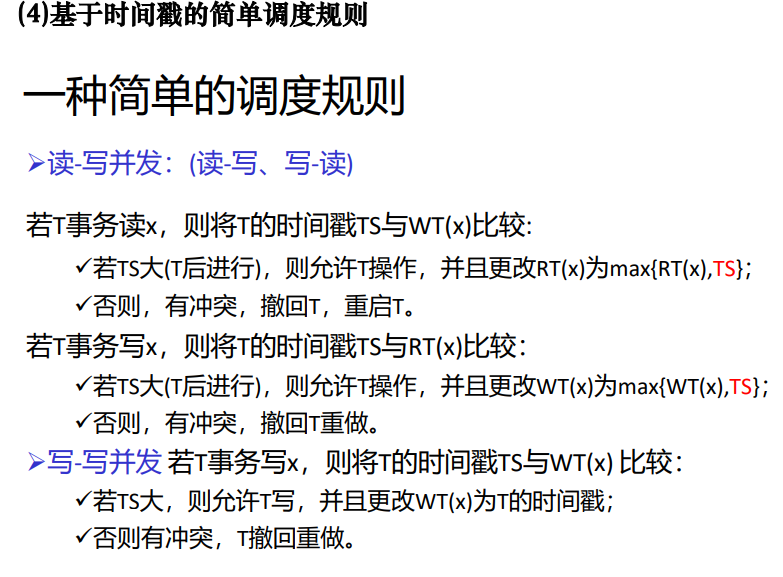 (4)基于时间戳的简单调度规则
一种简单的调度规则
➢读-写并发：(读-写、写-读)
若T事务读x，则将T的时间戳TS与WT(x)比较:
✓若TS大(T后进行)，则允许T操作，并且更改RT(x)为max{RT(x),TS}；
✓否则，有冲突，撤回T，重启T。
若T事务写x，则将T的时间戳TS与RT(x)比较：
✓若TS大(T后进行)，则允许T操作，并且更改WT(x)为max{WT(x),TS}；
✓否则，有冲突，撤回T重做。
➢写-写并发 若T事务写x，则将T的时间戳TS与WT(x) 比较：
✓若TS大，则允许T写，并且更改WT(x)为T的时间戳；
✓否则有冲突，T撤回重做。